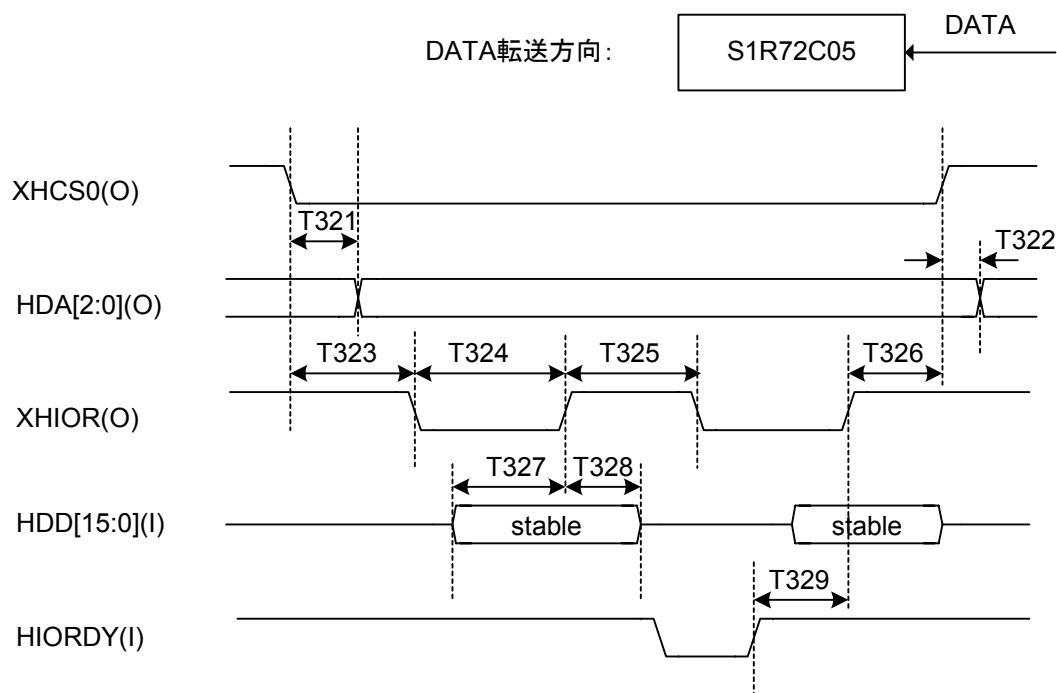 DATA転送方向:
S1R72C05
DATA
XHCS0(O)
T321
T322
HDA[2:0](O)
T323
T324
T325
T326
XHIOR(O)
T327
T328
HDD[15:0](I)
stable
stable
T329
HIORDY(I)